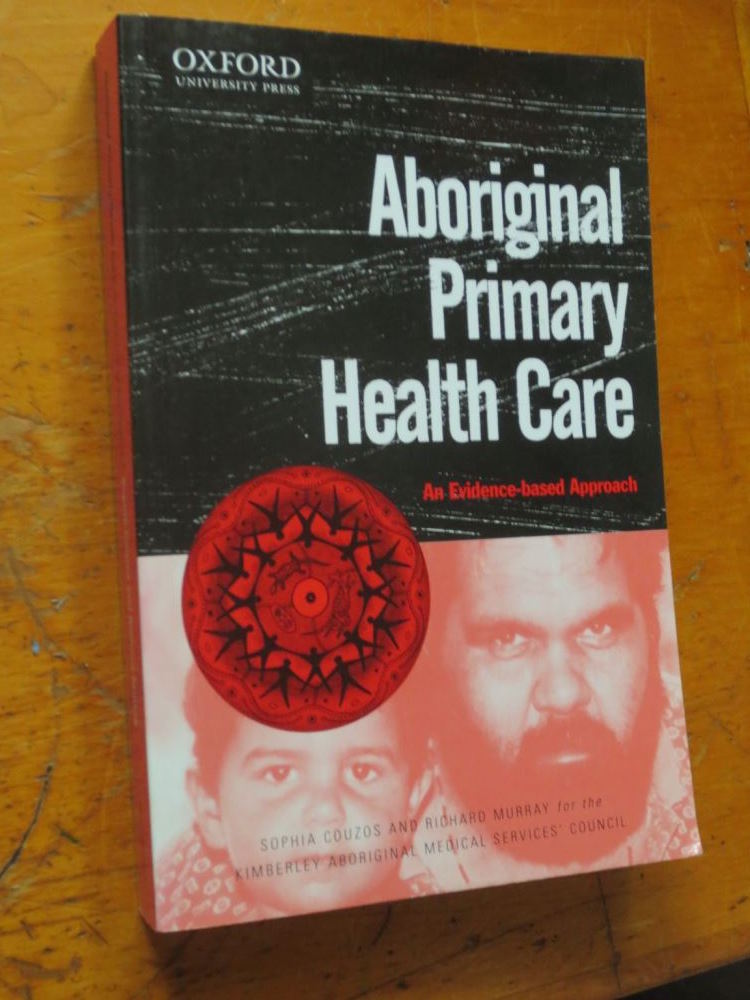 OXFORD
UNIVERSITY PRESS
Aboriginal
Primary
Health Care
An Evidence-based Approach
SOPHIA COUZOS AND RICHARD MURRAY for the
KIMBERLEY ABORIGINAL MEDICAL SERVICES' COUNCIL